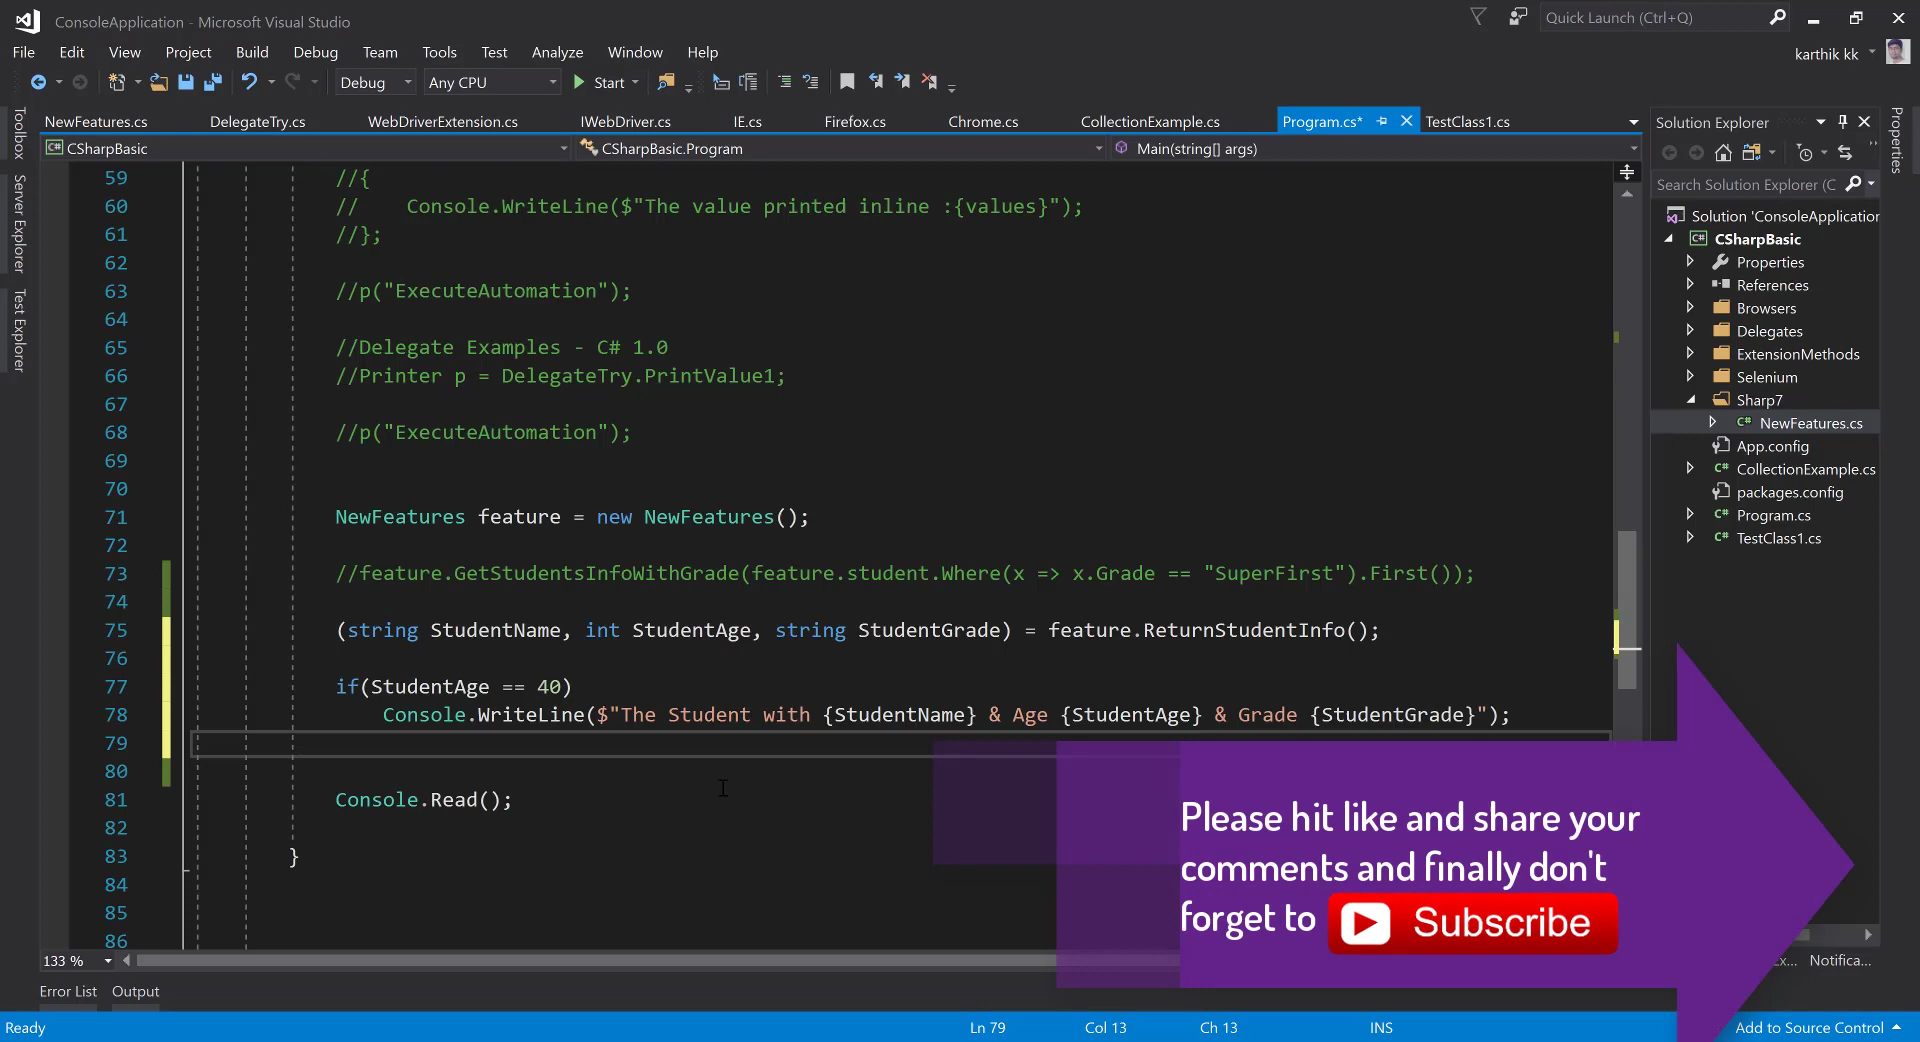 ConsoleApplication - Microsoft Visual Studio
Quick Launch (Ctrl+Q)
File Edit View Project Build Debug Team Tools Test Analyze Window Help
karthik kk
Debug Any CPU Start
NewFeatures.cs DelegateTry.cs WebDriverExtension.cs IWebDriver.cs IE.cs Firefox.cs Chrome.cs CollectionExample.cs Program.cs* TestClass1.cs
CSharpBasic CSharpBasic.Program Main(string[] args)
Toolbox
Server Explorer
Test Explorer
59 //{
60 // Console.WriteLine($"The value printed inline :{values}");
61 //};
62
63 //p("ExecuteAutomation");
64
65 //Delegate Examples - C# 1.0
66 //Printer p = DelegateTry.PrintValue1;
67
68 //p("ExecuteAutomation");
69
70
71 NewFeatures feature = new NewFeatures();
72
73 //feature.GetStudentsInfoWithGrade(feature.student.Where(x => x.Grade == "SuperFirst").First());
74
75 (string StudentName, int StudentAge, string StudentGrade) = feature.ReturnStudentInfo();
76
77 if(StudentAge == 40)
78 Console.WriteLine($"The Student with {StudentName} & Age {StudentAge} & Grade {StudentGrade}");
79
80
81 Console.Read();
82
83 }
84
85
86
133 %
Solution Explorer
Search Solution Explorer (C
Solution 'ConsoleApplication
C# CSharpBasic
Properties
References
Browsers
Delegates
ExtensionMethods
Selenium
Sharp7
C# NewFeatures.cs
App.config
C# CollectionExample.cs
packages.config
C# Program.cs
C# TestClass1.cs
Properties
Please hit like and share your
comments and finally don't
forget to Subscribe
Ex... Notifica...
Error List Output
Ready Ln 79 Col 13 Ch 13 INS Add to Source Control